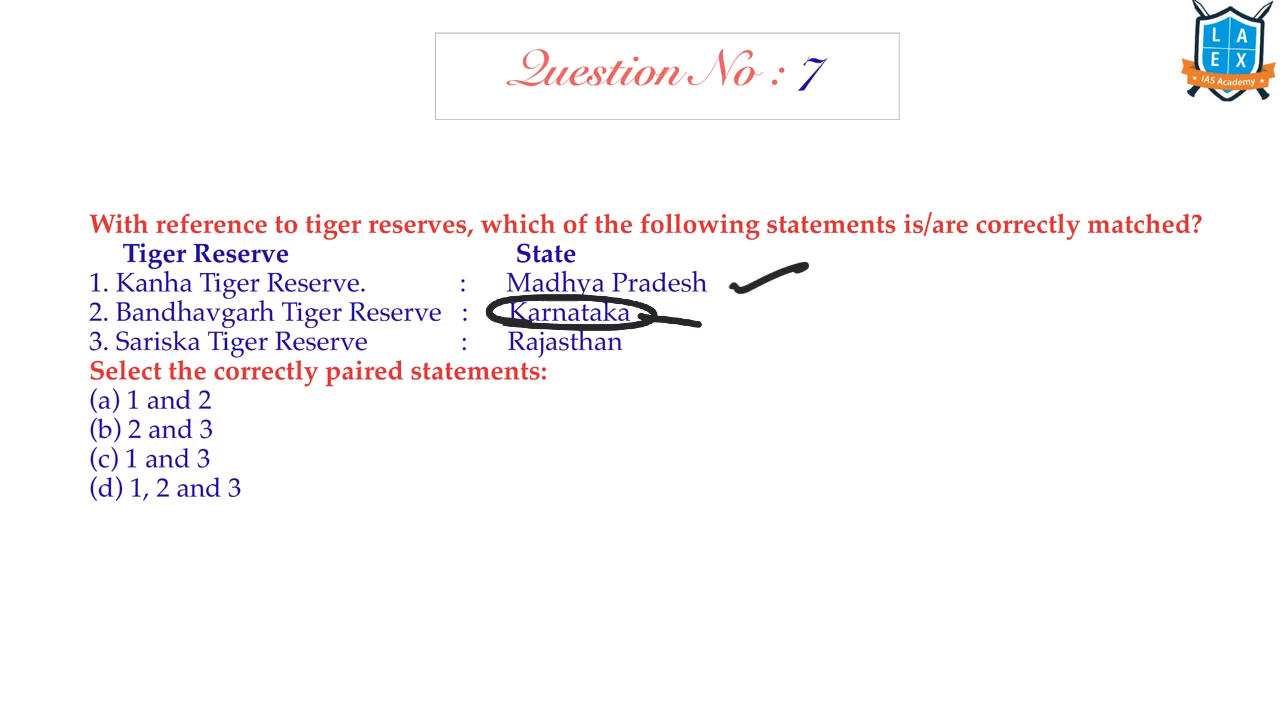 Question No : 7
L A
E X
IAS Academy
With reference to tiger reserves, which of the following statements is/are correctly matched?
Tiger Reserve State
1. Kanha Tiger Reserve. : Madhya Pradesh
2. Bandhavgarh Tiger Reserve : Karnataka
3. Sariska Tiger Reserve : Rajasthan
Select the correctly paired statements:
(a) 1 and 2
(b) 2 and 3
(c) 1 and 3
(d) 1, 2 and 3